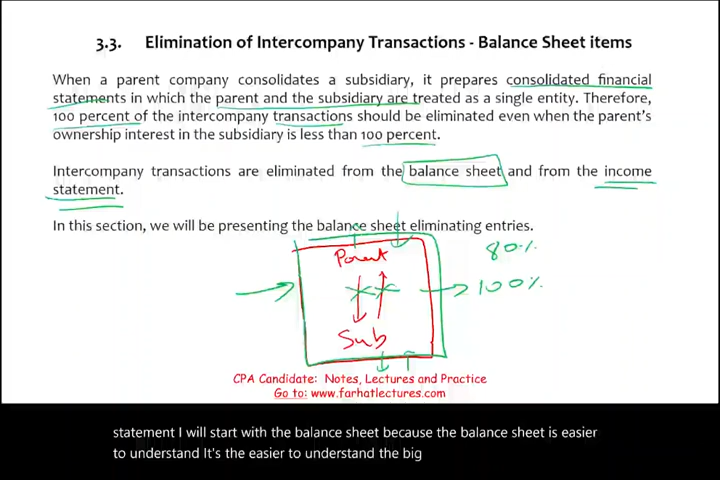 3.3. Elimination of Intercompany Transactions - Balance Sheet items
When a parent company consolidates a subsidiary, it prepares consolidated financial
statements in which the parent and the subsidiary are treated as a single entity. Therefore,
100 percent of the intercompany transactions should be eliminated even when the parent's
ownership interest in the subsidiary is less than 100 percent.
Intercompany transactions are eliminated from the balance sheet and from the income
statement.
In this section, we will be presenting the balance sheet eliminating entries.
80%
Parent
100%
Sub
CPA Candidate: Notes, Lectures and Practice
Go to: www.farhatlectures.com
statement I will start with the balance sheet because the balance sheet is easier
to understand It's the easier to understand the big